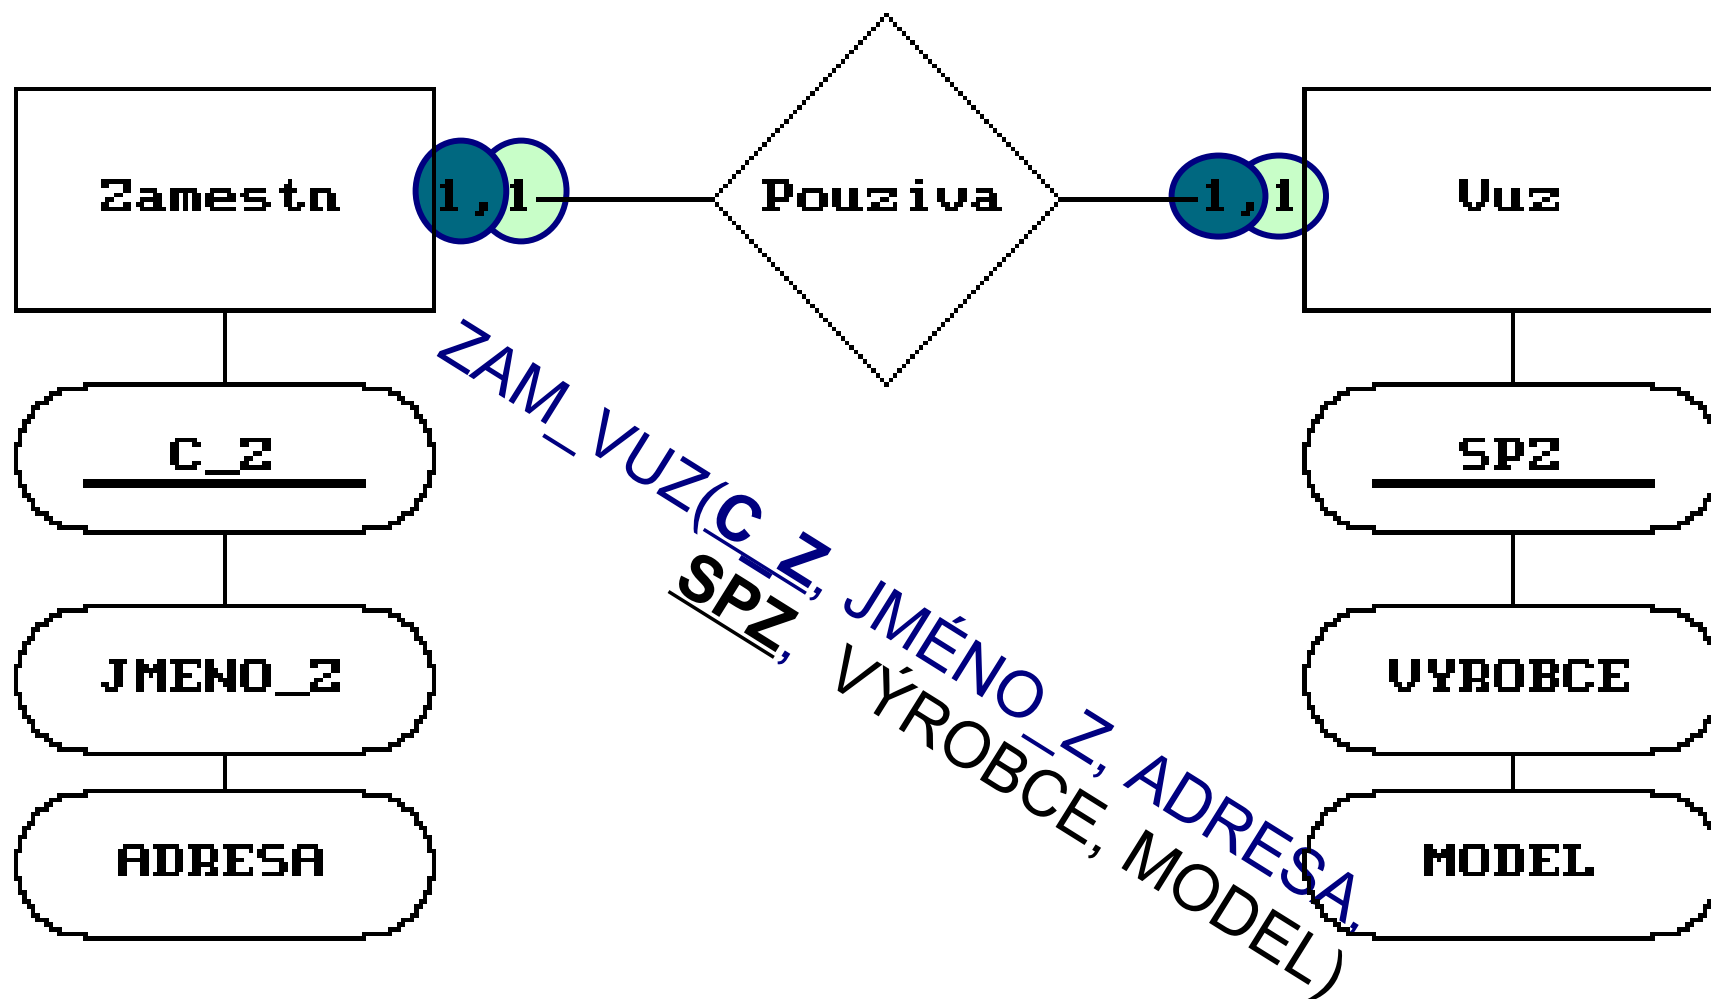 Zamestn
1,1
Pouziva
1,1
Vuz
C_Z
JMENO_Z
ADRESA
ZAM_VUZ(C_Z, JMÉNO_Z, ADRESA,
SPZ, VÝROBCE, MODEL)
SPZ
VYROBCE
MODEL